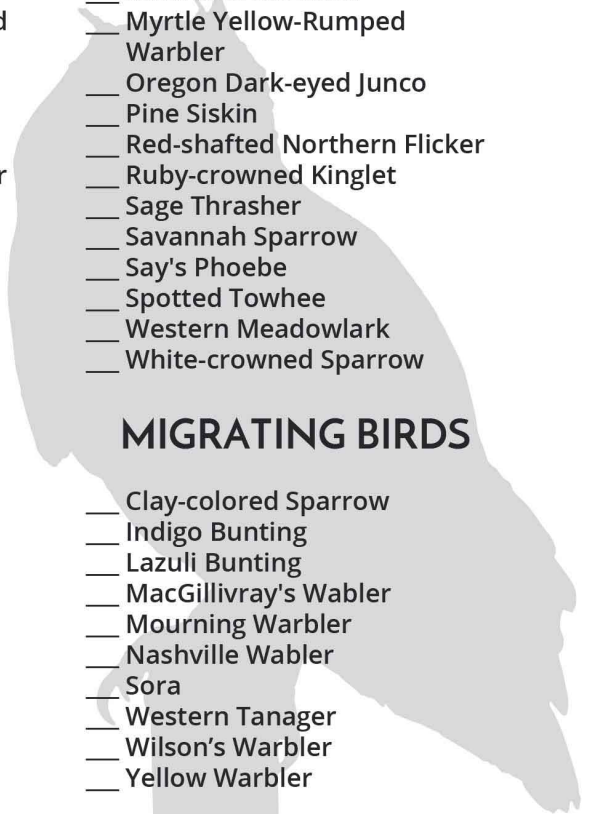 Myrtle Yellow-Rumped
Warbler
___ Oregon Dark-eyed Junco
___ Pine Siskin
___ Red-shafted Northern Flicker
___ Ruby-crowned Kinglet
___ Sage Thrasher
___ Savannah Sparrow
___ Say's Phoebe
___ Spotted Towhee
___ Western Meadowlark
___ White-crowned Sparrow
MIGRATING BIRDS
___ Clay-colored Sparrow
___ Indigo Bunting
___ Lazuli Bunting
___ MacGillivray's Wabler
___ Mourning Warbler
___ Nashville Wabler
___ Sora
___ Western Tanager
___ Wilson’s Warbler
___ Yellow Warbler